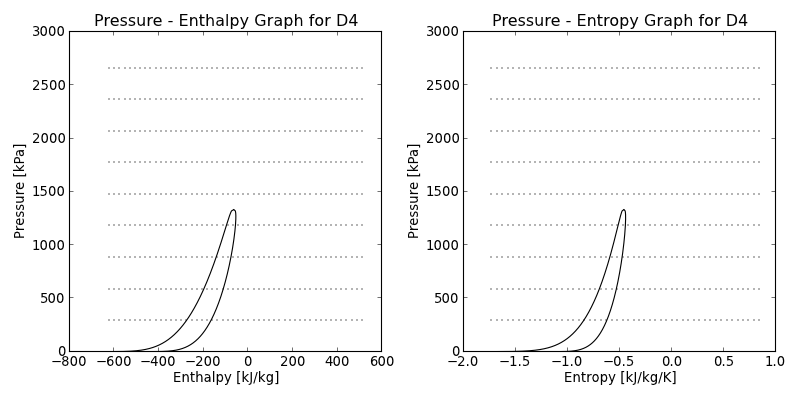 Pressure - Enthalpy Graph for D4
3000
2500
2000
1500
1000
500
0
Pressure [kPa]
−800 −600 −400 −200 0 200 400 600
Enthalpy [kJ/kg]
Pressure - Entropy Graph for D4
3000
2500
2000
1500
1000
500
0
Pressure [kPa]
−2.0 −1.5 −1.0 −0.5 0.0 0.5 1.0
Entropy [kJ/kg/K]